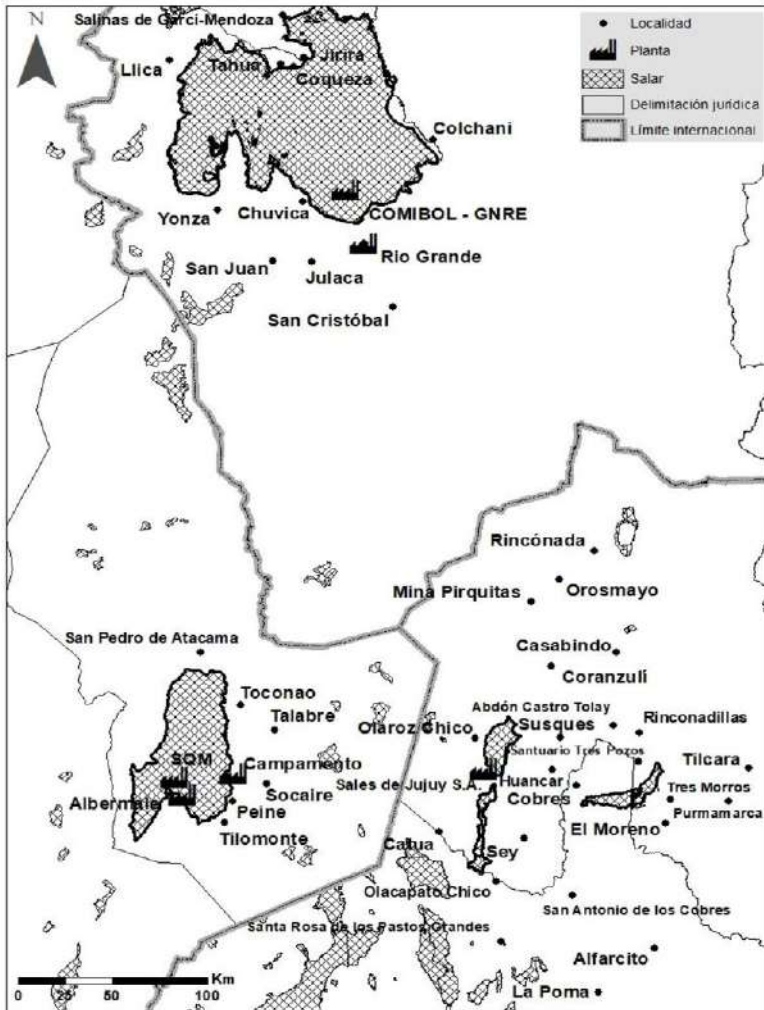 N
Salinas de Garci-Mendoza
Llica
Tahua
Jirira
Coqueza
Colchani
Yonza
Chuvica
COMIBOL - GNRE
Rio Grande
San Juan
Julaca
San Cristóbal
Localidad
Planta
Salar
Delimitación jurídica
Límite internacional
Rincónada
Mina Pirquitas
Orosmayo
Casabindo
Coranzulí
San Pedro de Atacama
Toconao
Talabre
SQM
Campamento
Albermale
Socaire
Peine
Tilomonte
Abdón Castro Tolay
Olaroz Chico
Susques
Rinconadillas
Santuario Tres Pozos
Tilcara
Sales de Jujuy S.A.
Huancar
Cobres
Tres Morros
Purmamarca
El Moreno
Catua
Sey
Olacapato Chico
San Antonio de los Cobres
Santa Rosa de los Pastos Grandes
Alfarcito
La Poma
Km
0 25 50 100